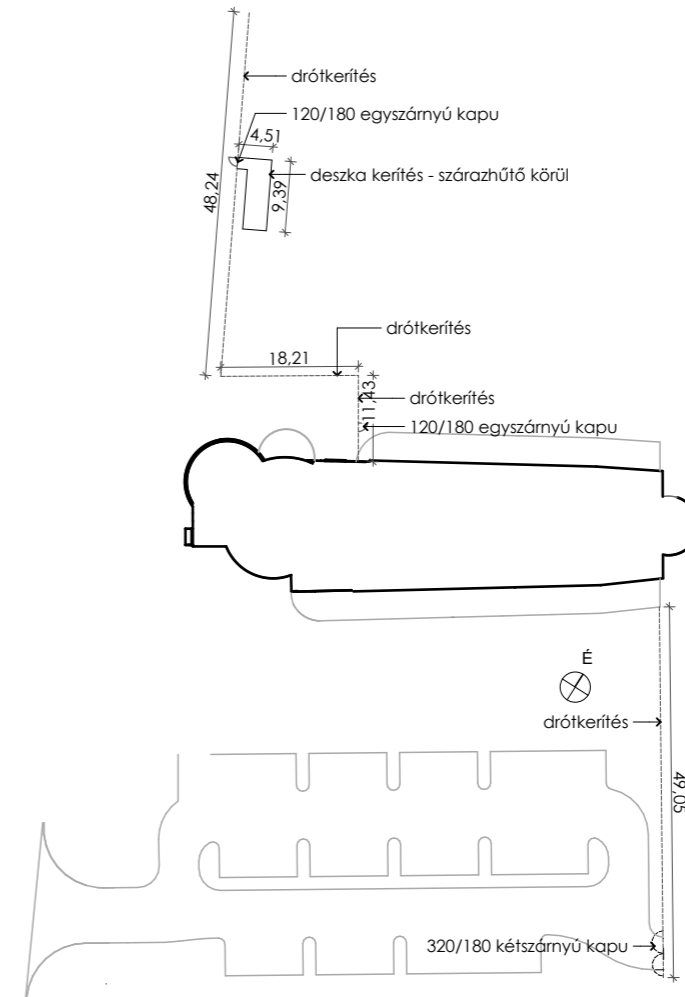 drótkerítés
120/180 egyszárnyú kapu
4,51
deszka kerítés - szárazhűtő körül
9,39
48,24
drótkerítés
18,21
drótkerítés
11,43
120/180 egyszárnyú kapu
É
drótkerítés
49,05
320/180 kétszárnyú kapu